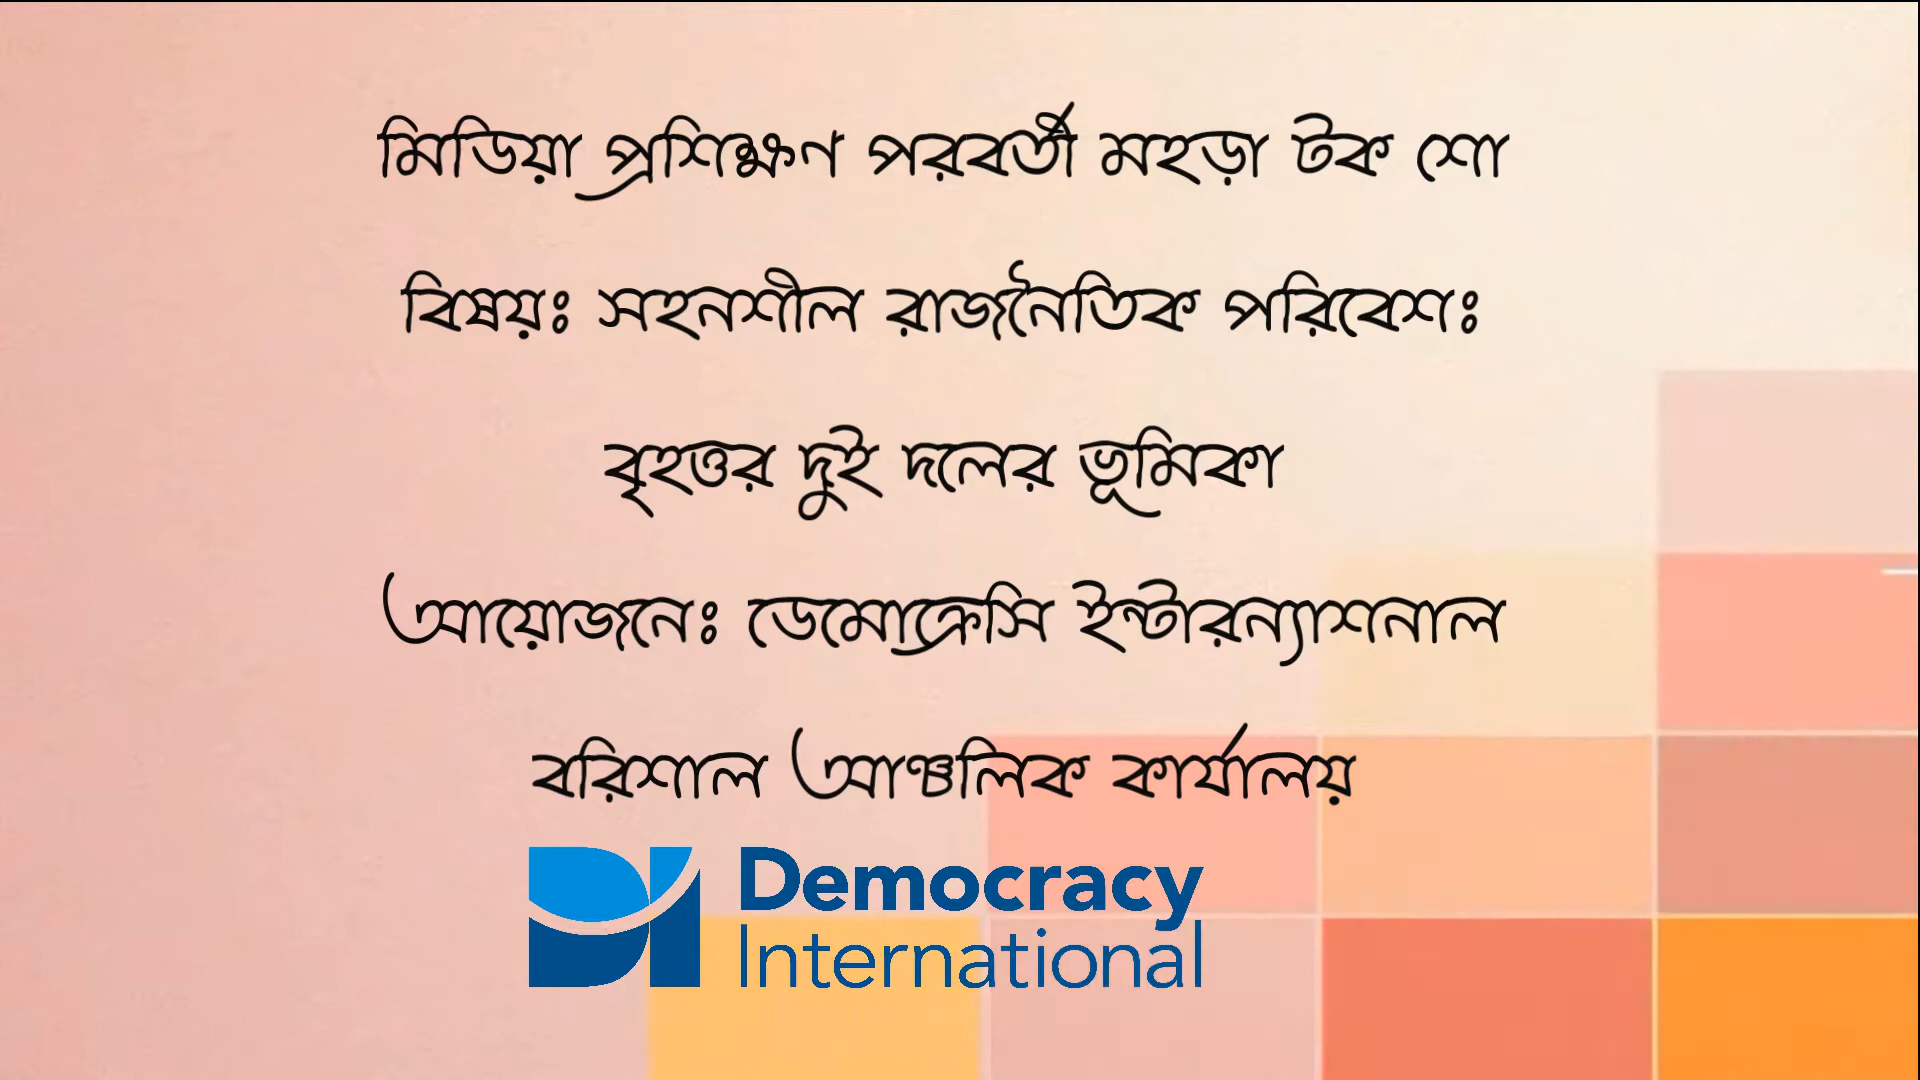 মিডিয়া প্রশিক্ষণ পরবর্তী মহড়া টক শো
বিষয়ঃ সহনশীল রাজনৈতিক পরিবেশঃ
বৃহত্তর দুই দলের ভূমিকা
আয়োজনেঃ ডেমোক্রেসি ইন্টারন্যাশনাল
বরিশাল আঞ্চলিক কার্যালয়
Democracy
International